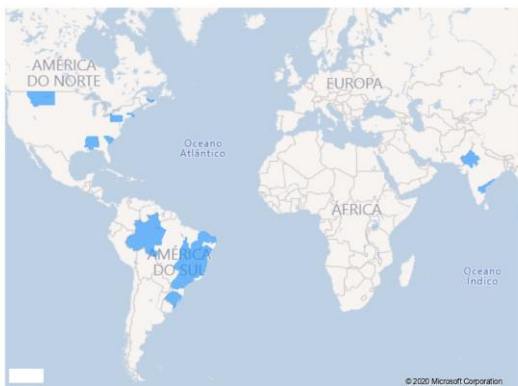 AMÉRICA
DO NORTE
EUROPA
Oceano
Atlântico
ÁFRICA
AMÉRICA
DO SUL
Oceano
Índico
© 2020 Microsoft Corporation